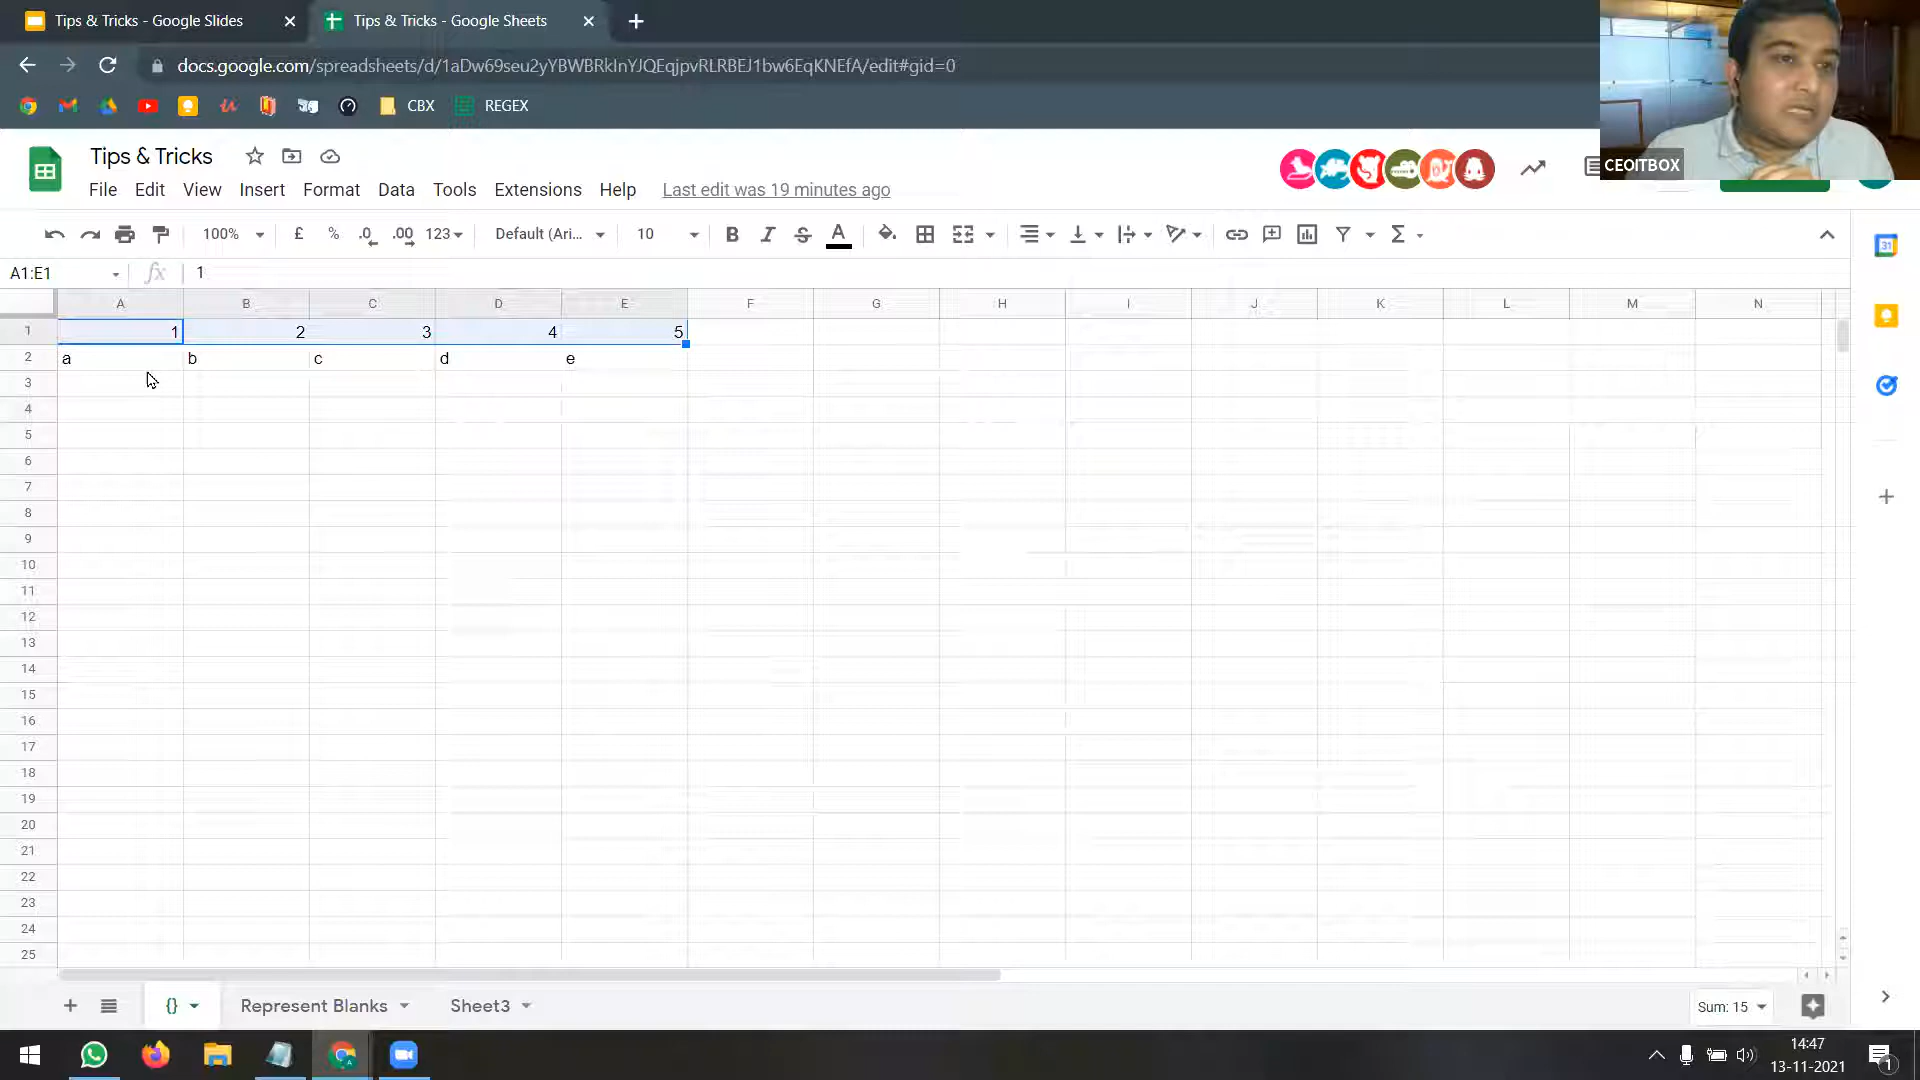 Tips & Tricks - Google Slides
Tips & Tricks - Google Sheets
docs.google.com/spreadsheets/d/1aDw69seu2yYBWBRkInYJQEqjpvRLRBEJ1bw6EqKNEfA/edit#gid=0
CBX REGEX
Tips & Tricks
File Edit View Insert Format Data Tools Extensions Help Last edit was 19 minutes ago
CEOITBOX
100% £ % .0 .00 123 Default (Ari... 10 B I S A Σ
A1:E1 fx 1
A B C D E F G H I J K L M N
1 1 2 3 4 5
2 a b c d e
3
4
5
6
7
8
9
10
11
12
13
14
15
16
17
18
19
20
21
22
23
24
25
{} Represent Blanks Sheet3 Sum: 15
14:47
13-11-2021
1